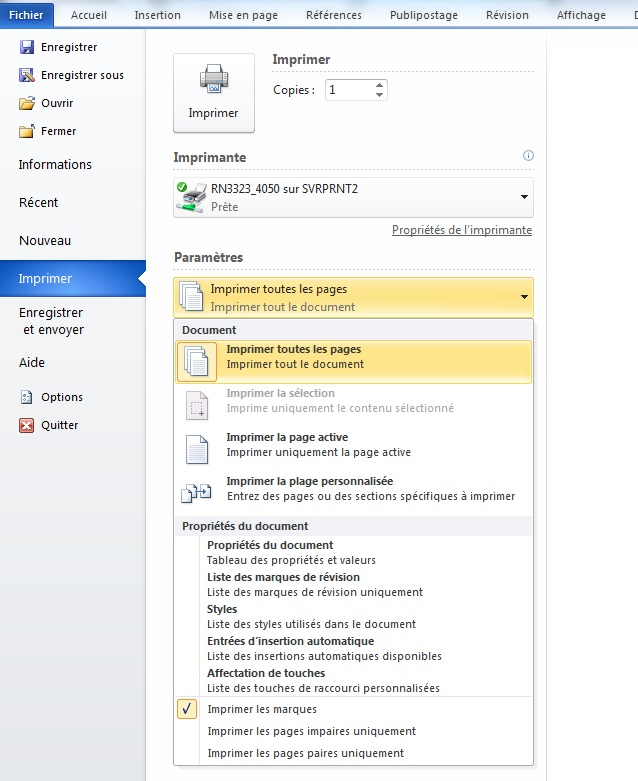 Fichier Accueil Insertion Mise en page Références Publipostage Révision Affichage
Enregistrer
Enregistrer sous
Ouvrir
Fermer
Informations
Récent
Nouveau
Imprimer
Enregistrer
et envoyer
Aide
Options
Quitter
Imprimer
Imprimer
Copies : 1
Imprimante
RN3323_4050 sur SVRPRNT2
Prête
Propriétés de l'imprimante
Paramètres
Imprimer toutes les pages
Imprimer tout le document
Document
Imprimer toutes les pages
Imprimer tout le document
Imprimer la sélection
Imprime uniquement le contenu sélectionné
Imprimer la page active
Imprimer uniquement la page active
Imprimer la plage personnalisée
Entrez des pages ou des sections spécifiques à imprimer
Propriétés du document
Propriétés du document
Tableau des propriétés et valeurs
Liste des marques de révision
Liste des marques de révision uniquement
Styles
Liste des styles utilisés dans le document
Entrées d'insertion automatique
Liste des insertions automatiques disponibles
Affectation de touches
Liste des touches de raccourci personnalisées
Imprimer les marques
Imprimer les pages impaires uniquement
Imprimer les pages paires uniquement